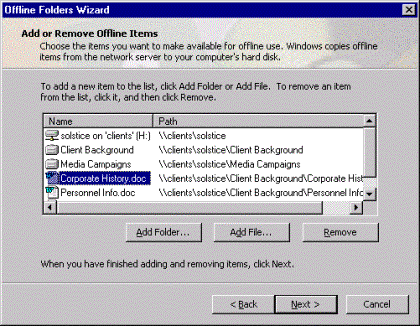 Offline Folders Wizard
Add or Remove Offline Items
Choose the items you want to make available for offline use. Windows copies offline
items from the network server to your computer's hard disk.
To add a new item to the list, click Add Folder or Add File. To remove an item
from the list, click it, and then click Remove.
Name Path
solstice on 'clients' (H:) \\clients\solstice
Client Background \\clients\solstice\Client Background
Media Campaigns \\clients\solstice\Media Campaigns
Corporate History.doc \\clients\solstice\Client Background\Corporate Hist
Personnel Info.doc \\clients\solstice\Client Background\Personnel Info
Add Folder... Add File... Remove
When you have finished adding and removing items, click Next.
< Back Next > Cancel